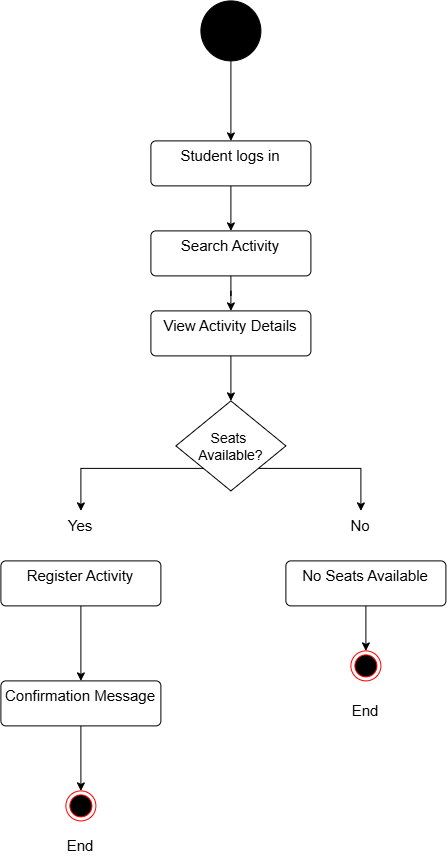 Student logs in
Search Activity
View Activity Details
Seats
Available?
Yes
No
Register Activity
No Seats Available
Confirmation Message
End
End